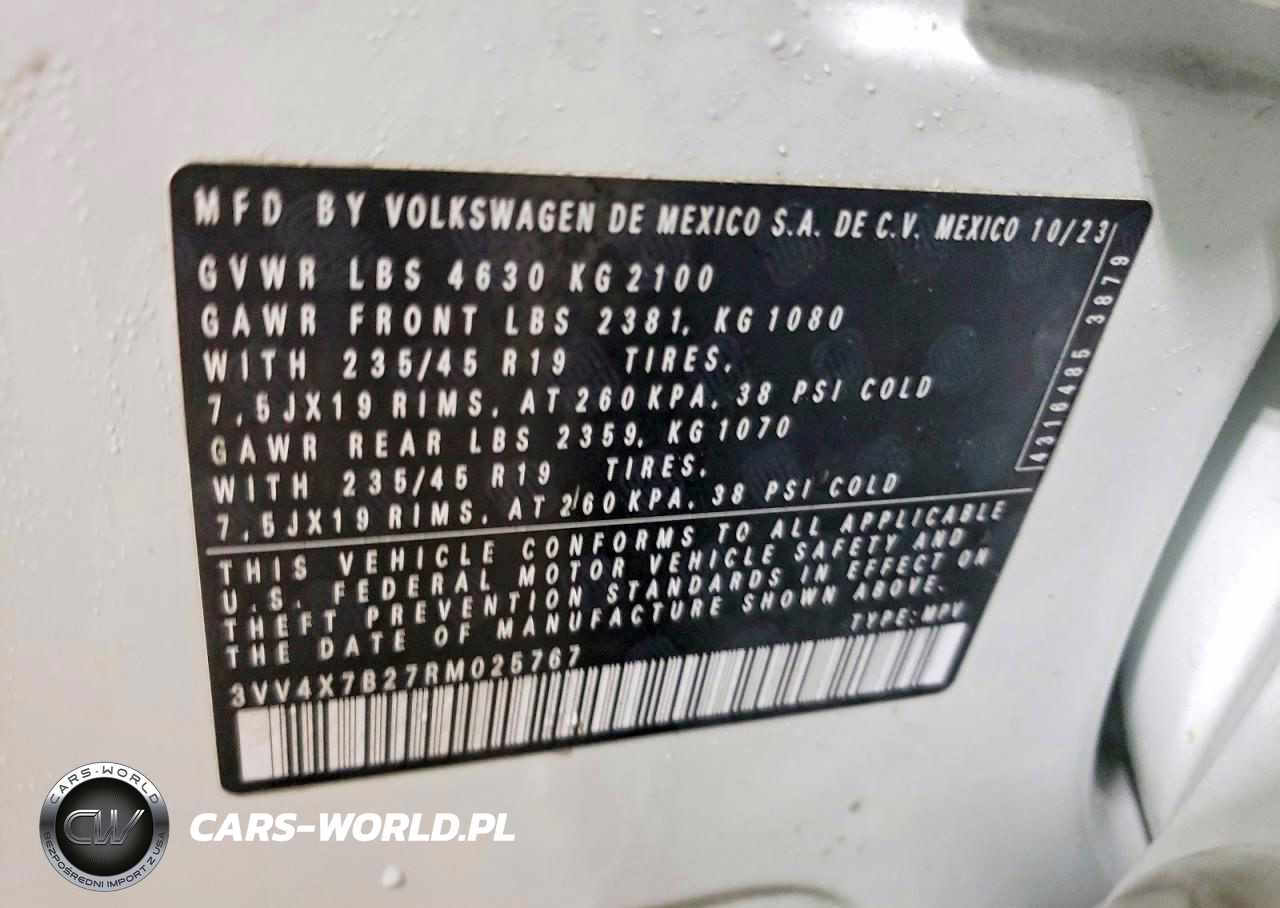 MFD BY VOLKSWAGEN DE MEXICO S.A. DE C.V. MEXICO 10/23
GVWR LBS 4630 KG 2100
GAWR FRONT LBS 2381, KG 1080
WITH 235/45 R19 TIRES,
7,5JX19 RIMS, AT 260 KPA, 38 PSI COLD
GAWR REAR LBS 2359, KG 1070
WITH 235/45 R19 TIRES,
7,5JX19 RIMS, AT 260 KPA, 38 PSI COLD
4316485 3879
THIS VEHICLE CONFORMS TO ALL APPLICABLE
U.S. FEDERAL MOTOR VEHICLE SAFETY AND
THEFT PREVENTION STANDARDS IN EFFECT ON
THE DATE OF MANUFACTURE SHOWN ABOVE.
TYPE: MPV
3VV4X7B27RM025767
CARS-WORLD
CW
BEZPOŚREDNI IMPORT Z USA
CARS-WORLD.PL